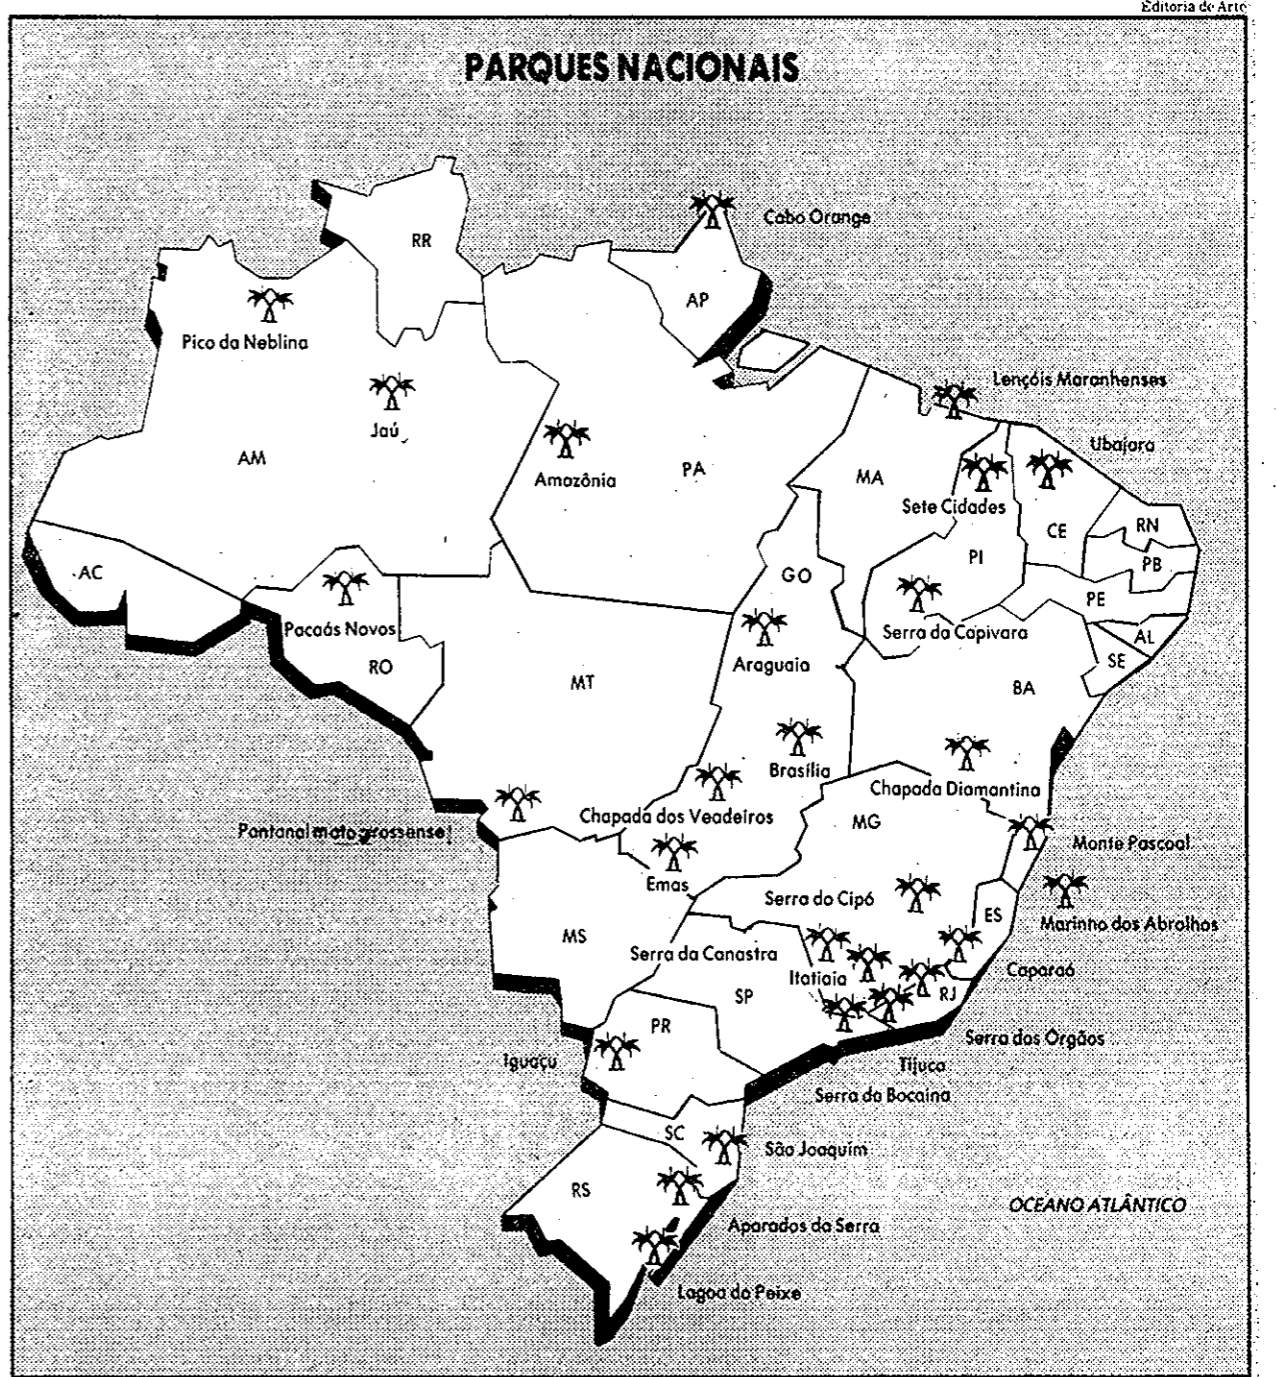 Editoria de Arte
PARQUES NACIONAIS
Cabo Orange
RR
AP
Pico da Neblina
Lençóis Maranhenses
Jaú
Ubajara
AM
Amazônia
PA
MA
Sete Cidades
RN
CE
PB
PI
AC
GO
PE
Pacaás Novos
Serra da Capivara
AL
Araguaia
SE
RO
MT
BA
Brasília
Chapada Diamantina
Chapada dos Veadeiros
MG
Pantanal mato grossense
Monte Pascoal
Emas
Serra do Cipó
ES
Marinho dos Abrolhos
MS
Serra da Canastra
Itatiaia
Caparaó
SP
RJ
PR
Serra dos Órgãos
Iguaçu
Tijuca
Serra da Bocaina
SC
São Joaquim
RS
OCEANO ATLÂNTICO
Aparados da Serra
Lagoa do Peixe